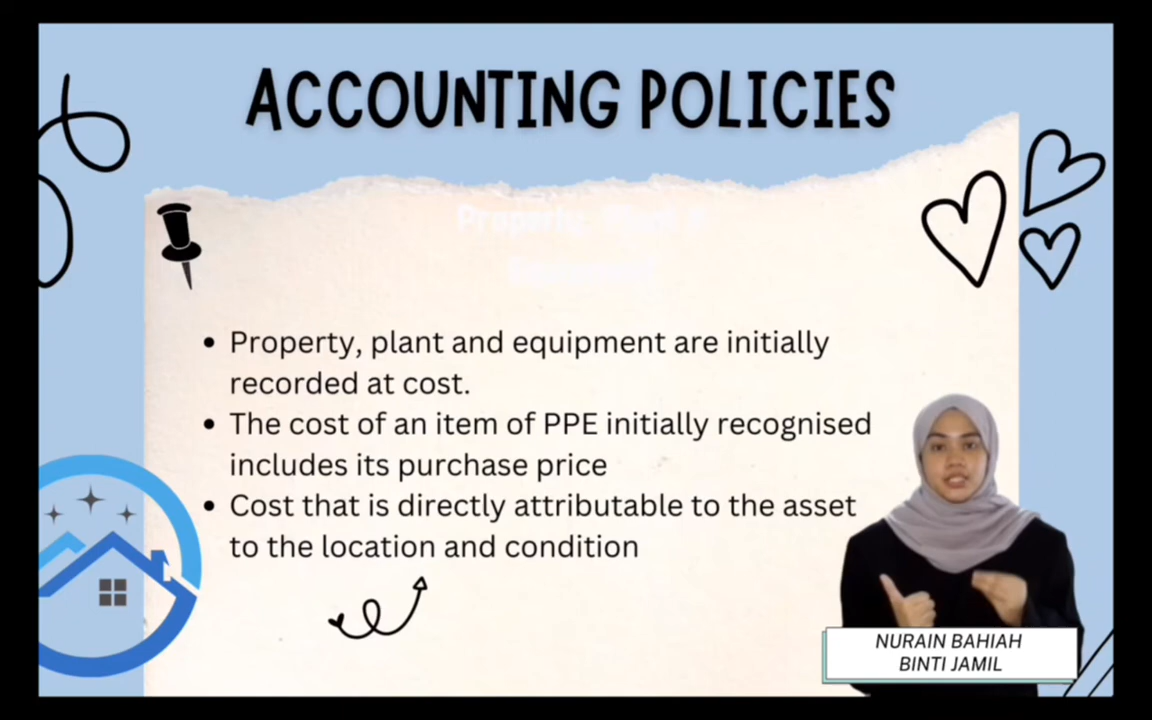 ACCOUNTING POLICIES
Property, Plant &
• Property, plant and equipment are initially
recorded at cost.
• The cost of an item of PPE initially recognised
includes its purchase price
• Cost that is directly attributable to the asset
to the location and condition
NURAIN BAHIAH
BINTI JAMIL